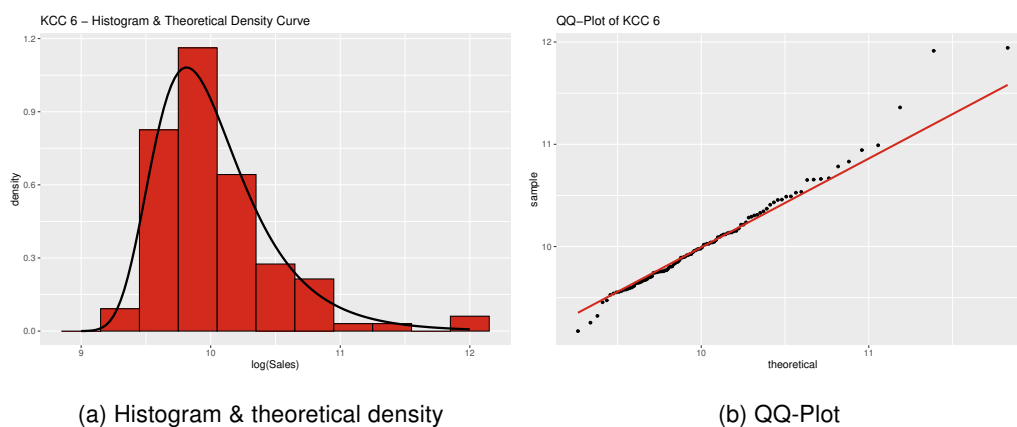 KCC 6 − Histogram & Theoretical Density Curve
1.2
0.9
0.6
0.3
0.0
density
9 10 11 12
log(Sales)
(a) Histogram & theoretical density
QQ−Plot of KCC 6
12
11
10
sample
10 11
theoretical
(b) QQ-Plot